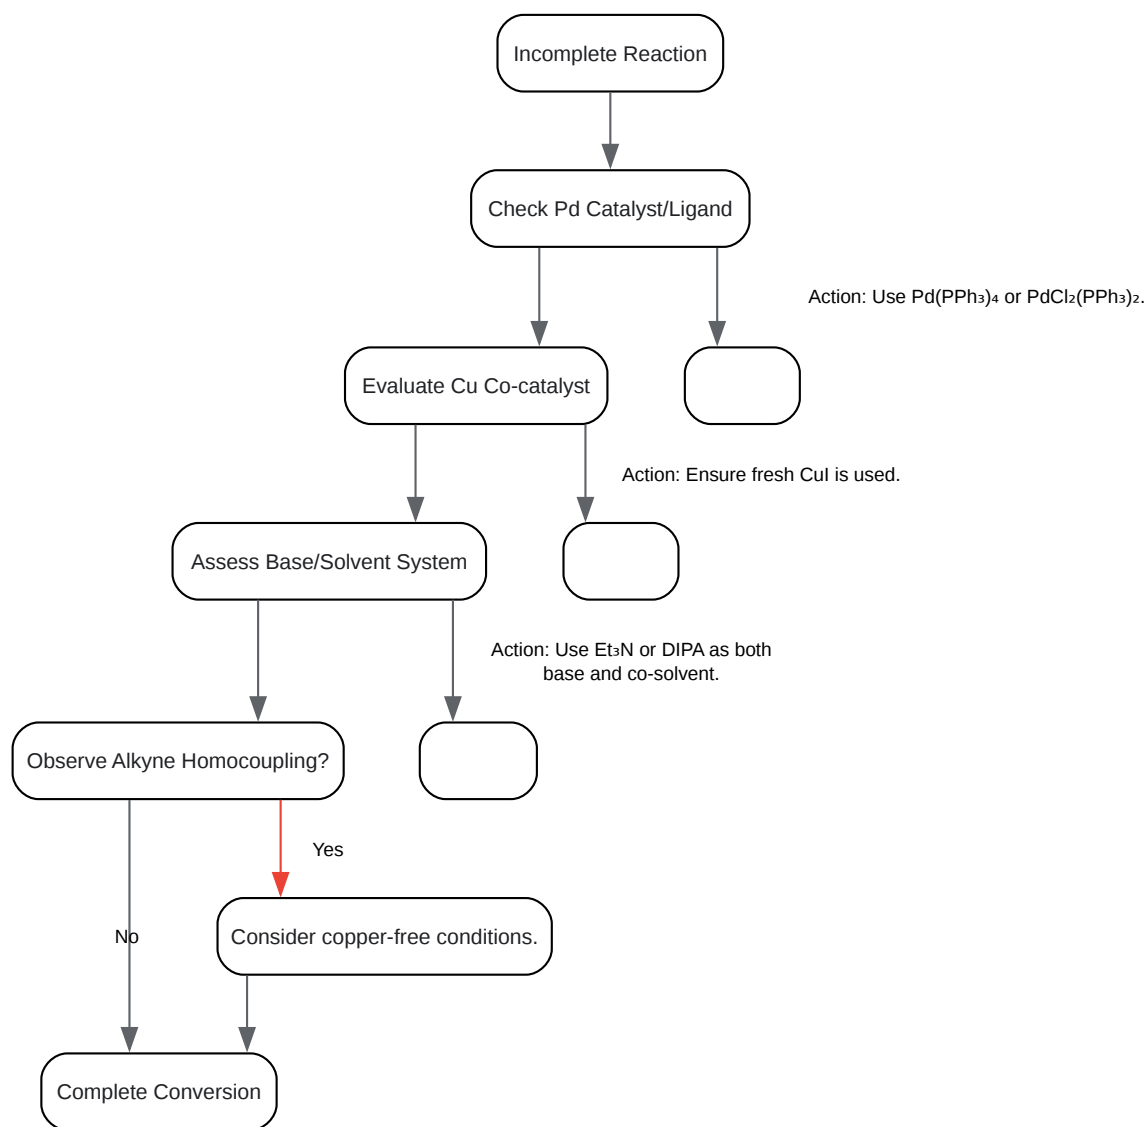 Incomplete Reaction
Check Pd Catalyst/Ligand
Action: Use Pd(PPh₃)₄ or PdCl₂(PPh₃)₂.
Evaluate Cu Co-catalyst
Action: Ensure fresh CuI is used.
Assess Base/Solvent System
Action: Use Et₃N or DIPA as both
base and co-solvent.
Observe Alkyne Homocoupling?
Yes
No
Consider copper-free conditions.
Complete Conversion